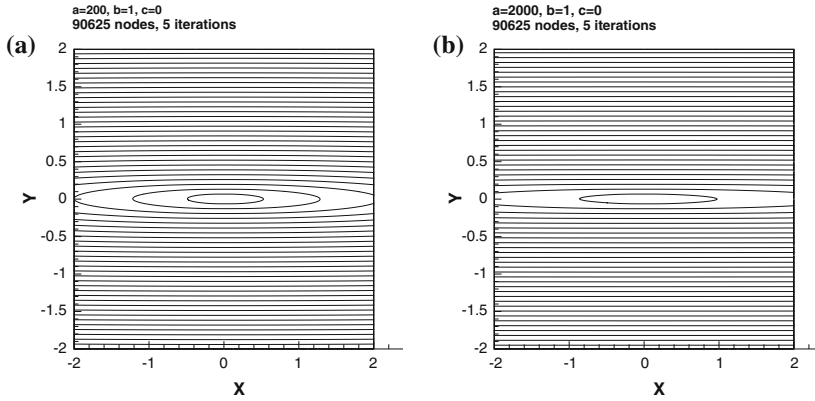 a=200, b=1, c=0
90625 nodes, 5 iterations
(a)
2
1.5
1
0.5
0
-0.5
-1
-1.5
-2
Y
-2 -1 0 1 2
X
a=2000, b=1, c=0
90625 nodes, 5 iterations
(b)
2
1.5
1
0.5
0
-0.5
-1
-1.5
-2
Y
-2 -1 0 1 2
X